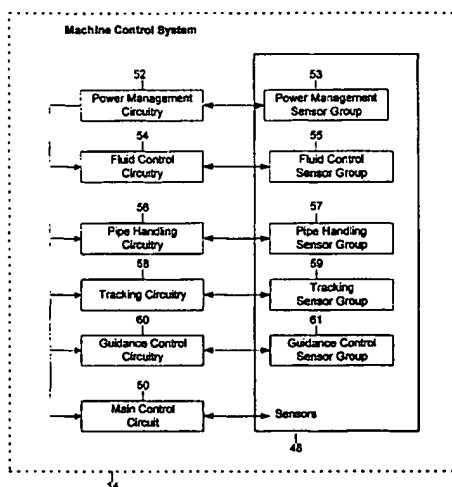 Machine Control System
52
Power Management
Circuitry
53
Power Management
Sensor Group
54
Fluid Control
Circuitry
55
Fluid Control
Sensor Group
56
Pipe Handling
Circuitry
57
Pipe Handling
Sensor Group
58
Tracking Circuitry
59
Tracking
Sensor Group
60
Guidance Control
Circuitry
61
Guidance Control
Sensor Group
50
Main Control
Circuit
Sensors
48